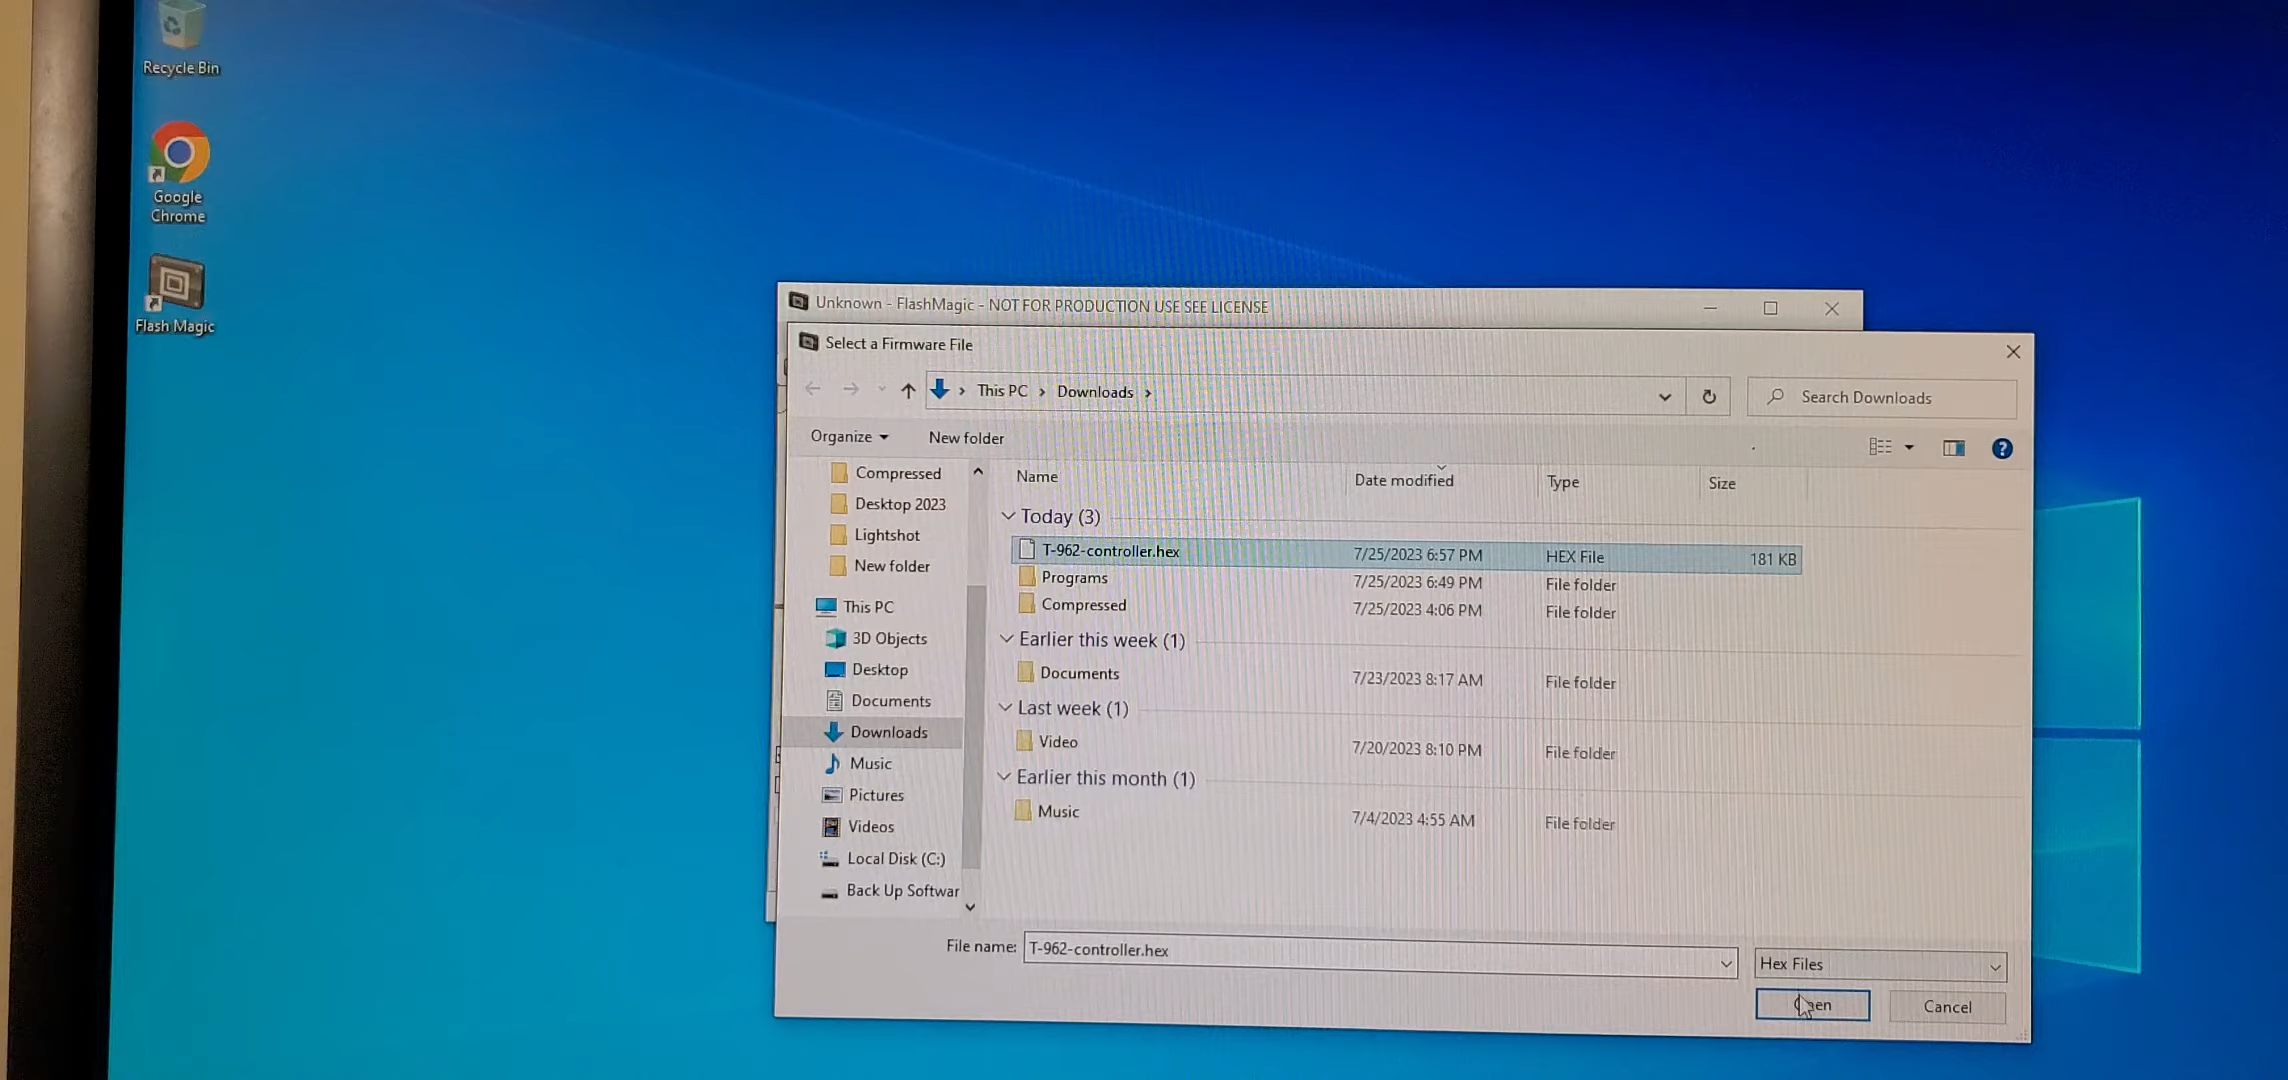 Recycle Bin
Google
Chrome
Flash Magic
Unknown - FlashMagic - NOT FOR PRODUCTION USE SEE LICENSE
Select a Firmware File
This PC > Downloads >
Search Downloads
Organize
New folder
Compressed
Desktop 2023
Lightshot
New folder
This PC
3D Objects
Desktop
Documents
Downloads
Music
Pictures
Videos
Local Disk (C:)
Back Up Softwar
Name Date modified Type Size
Today (3)
T-962-controller.hex 7/25/2023 6:57 PM HEX File 181 KB
Programs 7/25/2023 6:49 PM File folder
Compressed 7/25/2023 4:06 PM File folder
Earlier this week (1)
Documents 7/23/2023 8:17 AM File folder
Last week (1)
Video 7/20/2023 8:10 PM File folder
Earlier this month (1)
Music 7/4/2023 4:55 AM File folder
File name: T-962-controller.hex
Hex Files
Open
Cancel